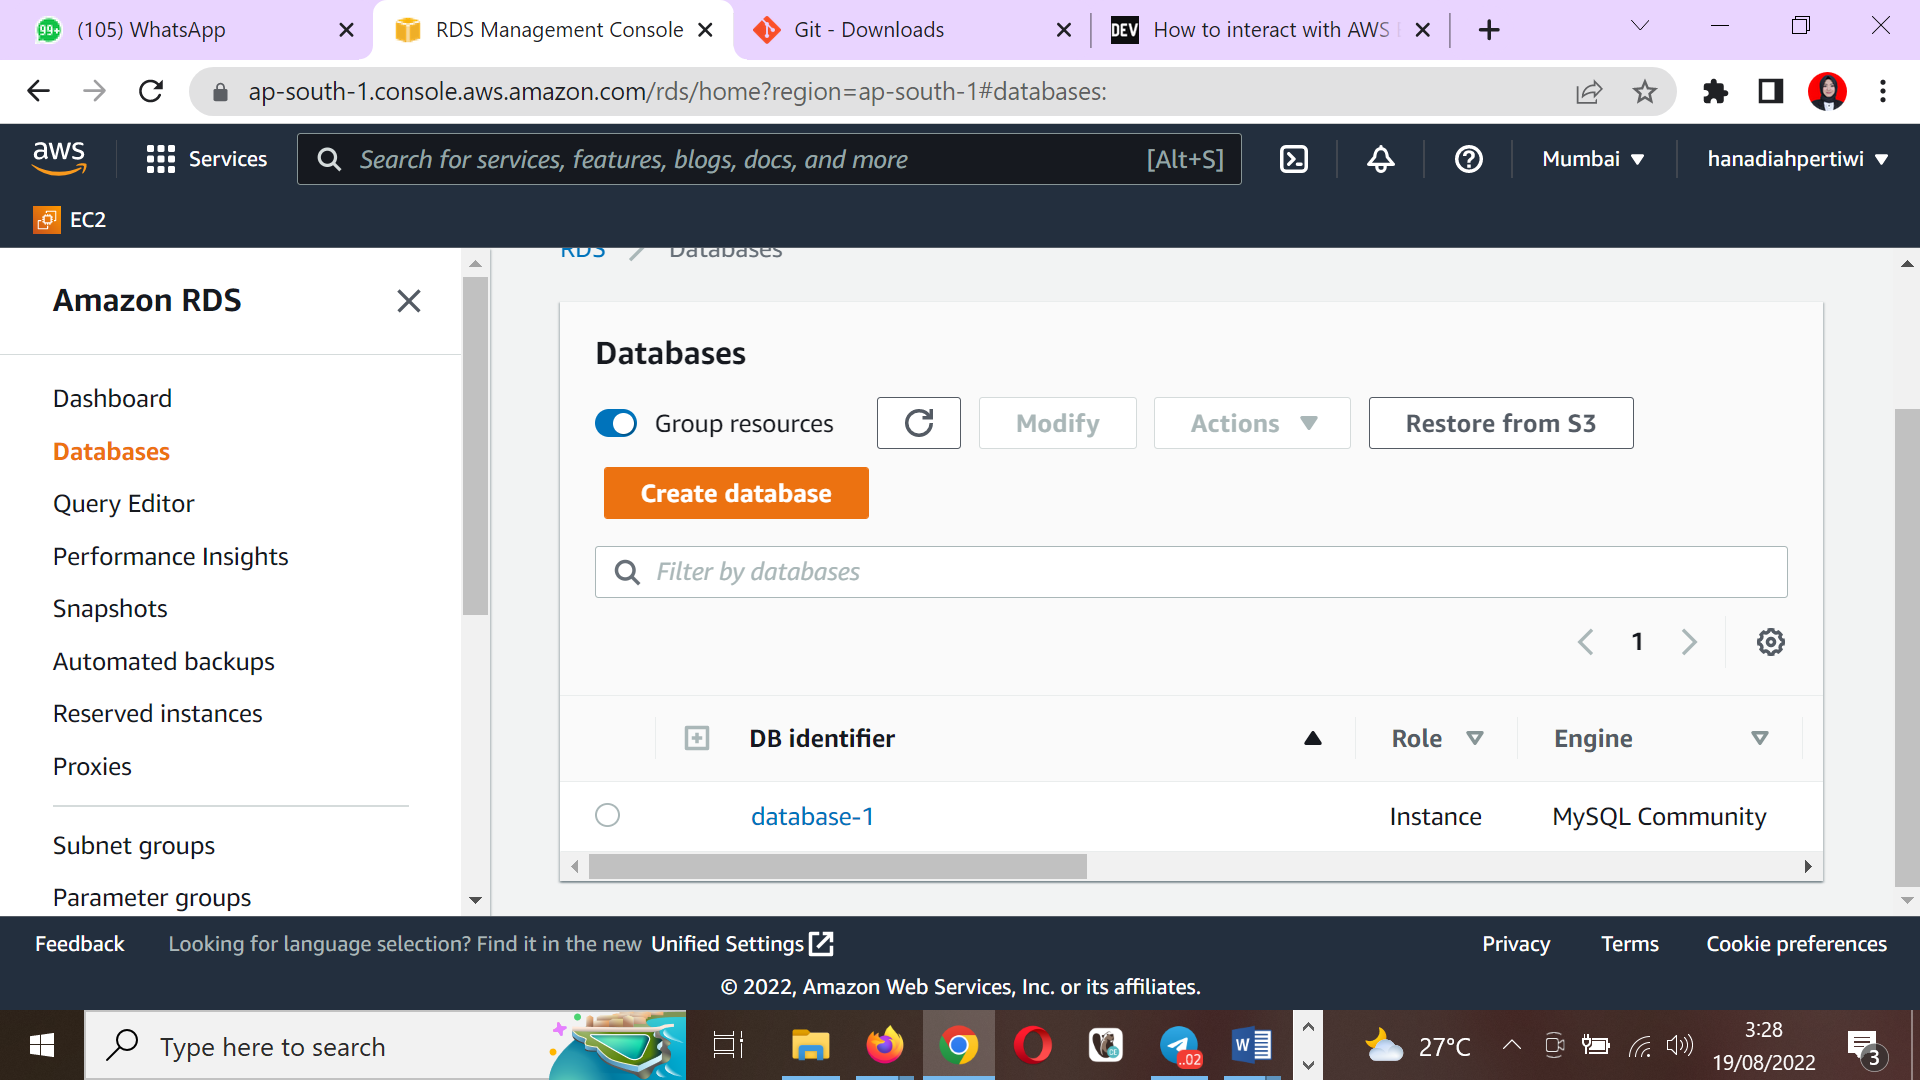 (105) WhatsApp
RDS Management Console
Git - Downloads
DEV
How to interact with AWS
ap-south-1.console.aws.amazon.com/rds/home?region=ap-south-1#databases:
aws
Services
Search for services, features, blogs, docs, and more
[Alt+S]
Mumbai
hanadiahpertiwi
EC2
RDS
Databases
Amazon RDS
Dashboard
Databases
Query Editor
Performance Insights
Snapshots
Automated backups
Reserved instances
Proxies
Subnet groups
Parameter groups
Databases
Group resources
Modify
Actions
Restore from S3
Create database
Filter by databases
1
DB identifier
Role
Engine
database-1
Instance
MySQL Community
Feedback
Looking for language selection? Find it in the new Unified Settings
Privacy
Terms
Cookie preferences
© 2022, Amazon Web Services, Inc. or its affiliates.
Type here to search
27°C
3:28
19/08/2022
3